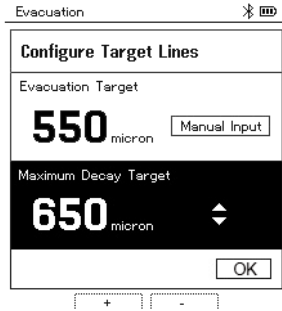 Evacuation
Configure Target Lines
Evacuation Target
550 micron
Manual Input
Maximum Decay Target
650 micron
OK
+ -